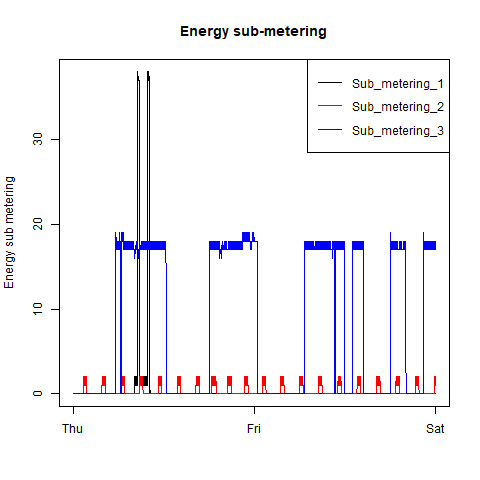 Energy sub-metering
Sub_metering_1
Sub_metering_2
Sub_metering_3
Energy sub metering
30
20
10
0
Thu
Fri
Sat